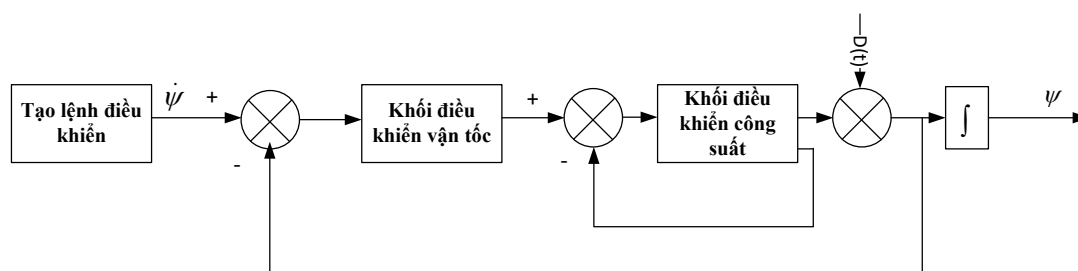 D(t)
Tạo lệnh điều
khiển
ψ̇
+
-
Khối điều
khiển vận tốc
+
-
Khối điều
khiển công
suất
∫
ψ